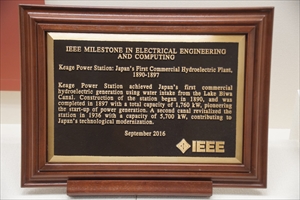 IEEE MILESTONE IN ELECTRICAL ENGINEERING
AND COMPUTING
Keage Power Station: Japan's First Commercial Hydroelectric Plant,
1890-1897
Keage Power Station achieved Japan's first commercial
hydroelectric generation using water intake from the Lake Biwa
Canal. Construction of the station began in 1890, and was
completed in 1897 with a total capacity of 1,760 kW, pioneering
the start-up of power generation. A second canal revitalized the
station in 1936 with a capacity of 5,700 kW, contributing to
Japan's technological modernization.
September 2016
IEEE